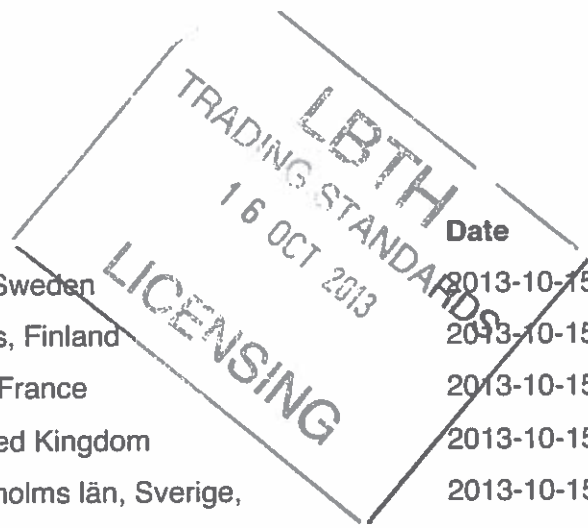 LBTH
TRADING STANDARDS
16 OCT 2013
LICENSING
Date
Sweden 2013-10-15
s, Finland 2013-10-15
France 2013-10-15
ed Kingdom 2013-10-15
holms län, Sverige, 2013-10-15